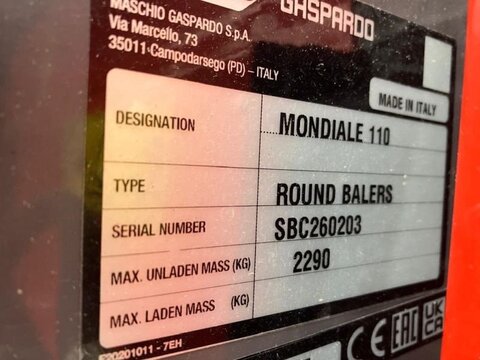 GASPARDO
MASCHIO GASPARDO S.p.A.
Via Marcello, 73
35011-Campodarsego (PD) – ITALY
MADE IN ITALY
DESIGNATION MONDIALE 110
TYPE ROUND BALERS
SERIAL NUMBER SBC260203
MAX. UNLADEN MASS (KG) 2290
MAX. LADEN MASS (KG)
F20201011 - 7EH
CE EAC UK CA